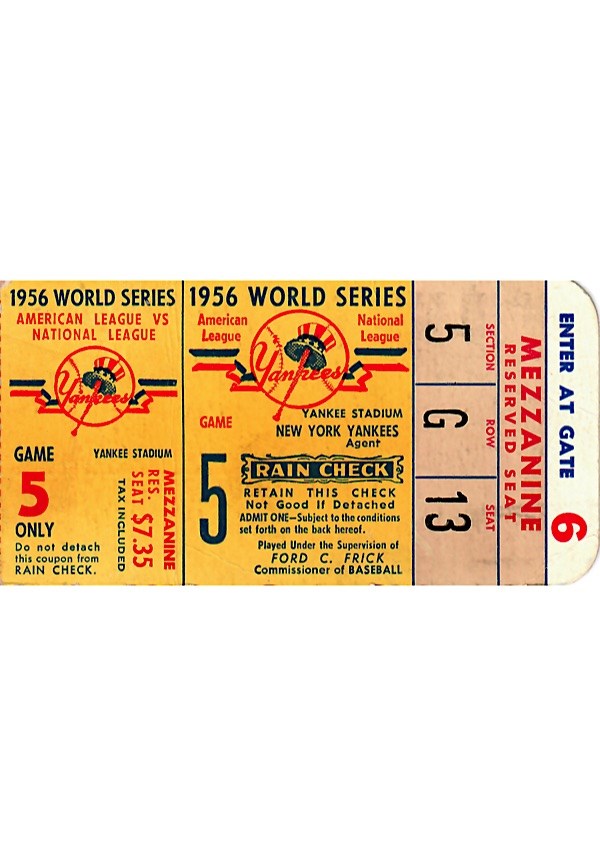 1956 WORLD SERIES
AMERICAN LEAGUE VS
NATIONAL LEAGUE
Yankees
GAME
5
ONLY
YANKEE STADIUM
MEZZANINE
RES.
SEAT $7.35
TAX INCLUDED
Do not detach
this coupon from
RAIN CHECK.
1956 WORLD SERIES
American
League
National
League
Yankees
GAME
5
YANKEE STADIUM
NEW YORK YANKEES
Agent
RAIN CHECK
RETAIN THIS CHECK
Not Good if Detached
ADMIT ONE—Subject to the conditions
set forth on the back hereof.
Played Under the Supervision of
FORD C. FRICK
Commissioner of BASEBALL
5
SECTION
G
ROW
13
SEAT
MEZZANINE
RESERVED SEAT
ENTER AT GATE 6